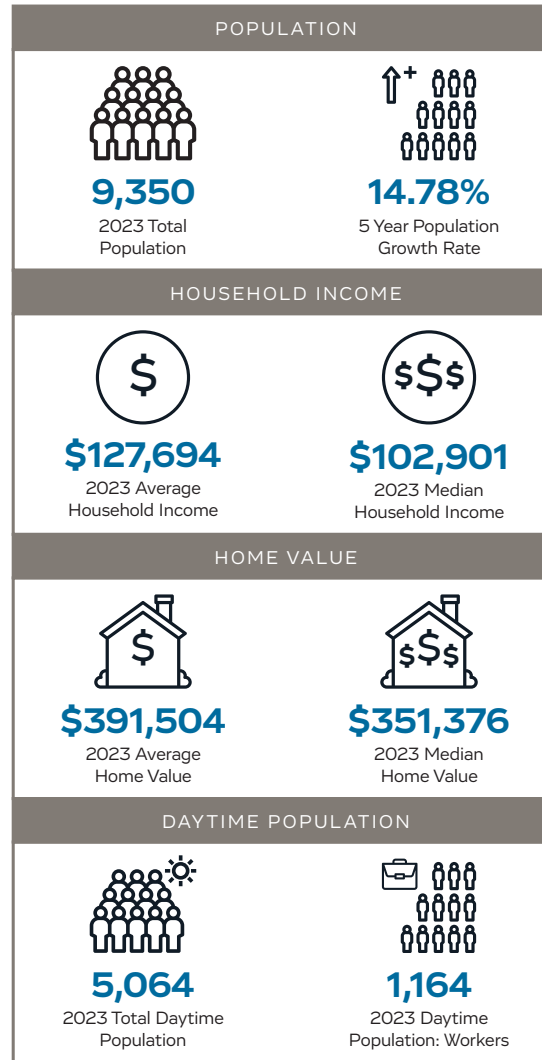 POPULATION
9,350
2023 Total
Population
14.78%
5 Year Population
Growth Rate
HOUSEHOLD INCOME
$
$127,694
2023 Average
Household Income
$$$
$102,901
2023 Median
Household Income
HOME VALUE
$
$391,504
2023 Average
Home Value
$$$
$351,376
2023 Median
Home Value
DAYTIME POPULATION
5,064
2023 Total Daytime
Population
1,164
2023 Daytime
Population: Workers